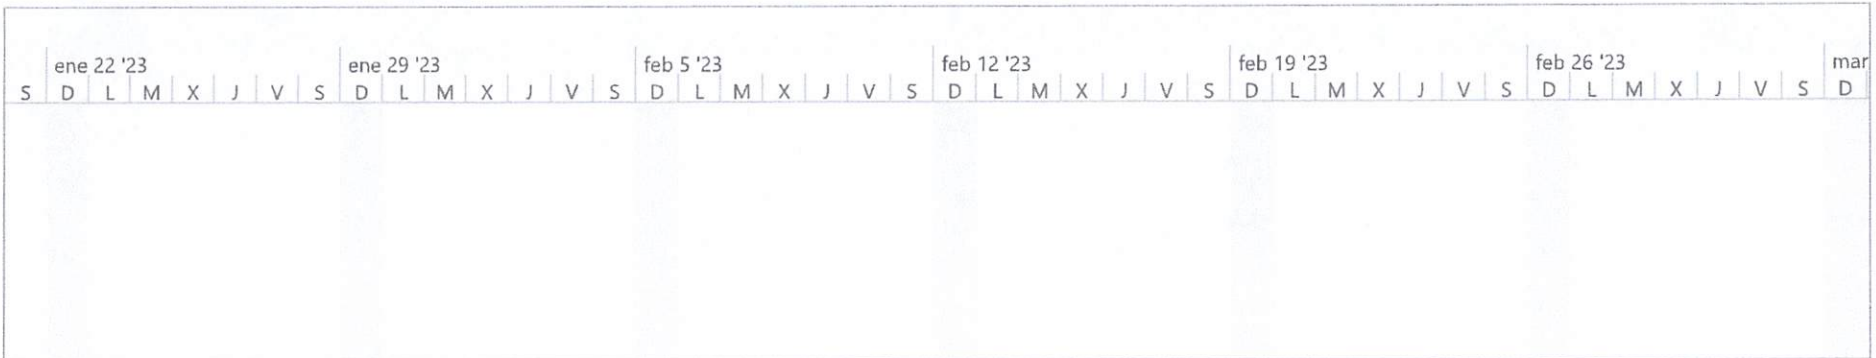 ene 22 '23 ene 29 '23 feb 5 '23 feb 12 '23 feb 19 '23 feb 26 '23 mar
S D L M X J V S D L M X J V S D L M X J V S D L M X J V S D L M X J V S D L M X J V S D